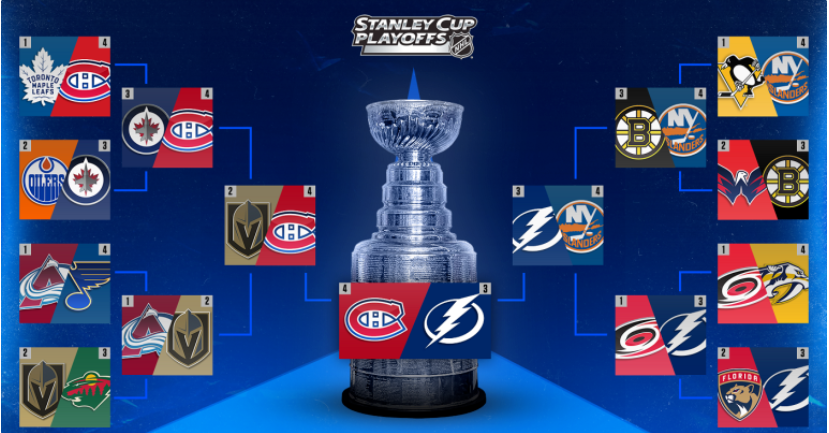 STANLEY CUP
PLAYOFFS NHL
1 4
TORONTO
MAPLE
LEAFS
3 4
2 3
OILERS
2 4
1 4
1 2
2 3
4 3
1 4
NY
ISLANDERS
3 4
B NY
ISLANDERS
2 3
B
3 4
NY
ISLANDERS
1 4
1 3
2 3
FLORIDA